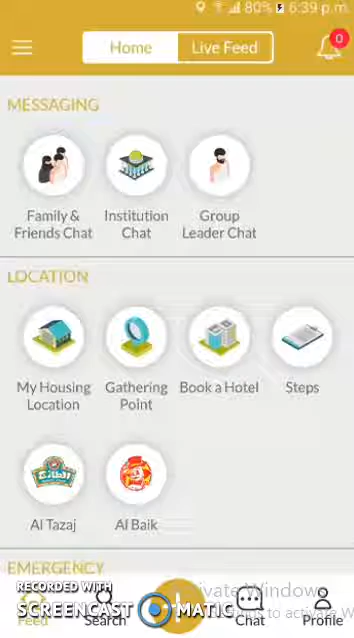 6:39 p.m.
80%
Home
Live Feed
0
MESSAGING
Family &
Friends Chat
Institution
Chat
Group
Leader Chat
LOCATION
My Housing
Location
Gathering
Point
Book a Hotel
Steps
الطازج
Al Tazaj
Al Baik
EMERGENCY
RECORDED WITH
SCREENCAST MATIC
Feed
Search
Chat
Profile